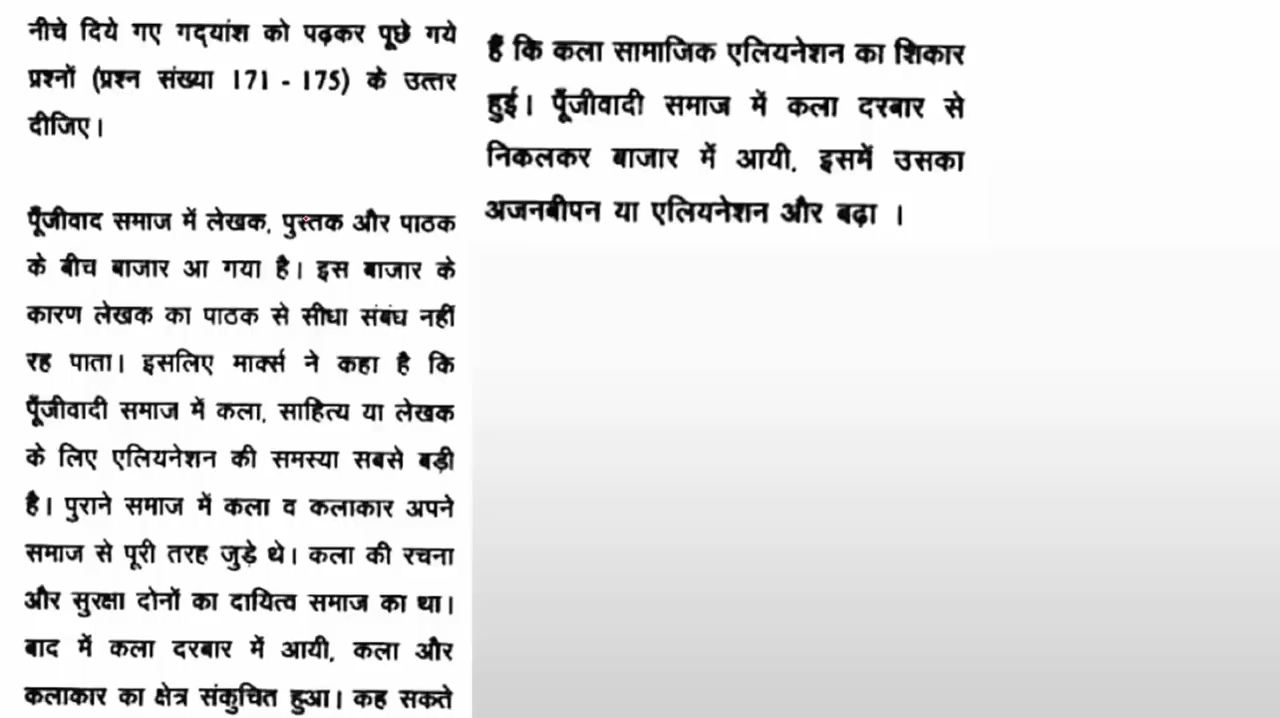 नीचे दिये गए गद्यांश को पढ़कर पूछे गये
प्रश्नों (प्रश्न संख्या 171 - 175) के उत्तर
दीजिए।
पूँजीवाद समाज में लेखक, पुस्तक और पाठक
के बीच बाजार आ गया है। इस बाजार के
कारण लेखक का पाठक से सीधा संबंध नहीं
रह पाता। इसलिए मार्क्स ने कहा है कि
पूँजीवादी समाज में कला, साहित्य या लेखक
के लिए एलियनेशन की समस्या सबसे बड़ी
है। पुराने समाज में कला व कलाकार अपने
समाज से पूरी तरह जुड़े थे। कला की रचना
और सुरक्षा दोनों का दायित्व समाज का था।
बाद में कला दरबार में आयी, कला और
कलाकार का क्षेत्र संकुचित हुआ। कह सकते
हैं कि कला सामाजिक एलियनेशन का शिकार
हुई। पूँजीवादी समाज में कला दरबार से
निकलकर बाजार में आयी, इसमें उसका
अजनबीपन या एलियनेशन और बढ़ा ।